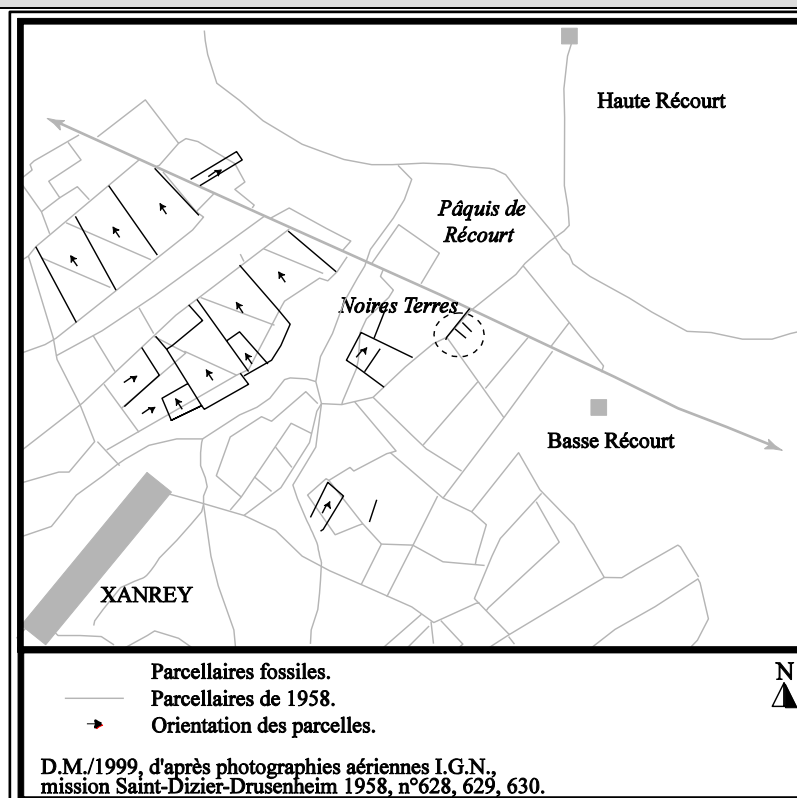 Haute Récourt
Pâquis de
Récourt
Noires Terres
Basse Récourt
XANREY
Parcellaires fossiles.
Parcellaires de 1958.
Orientation des parcelles.
N
D.M./1999, d'après photographies aériennes I.G.N.,
mission Saint-Dizier-Drusenheim 1958, n°628, 629, 630.